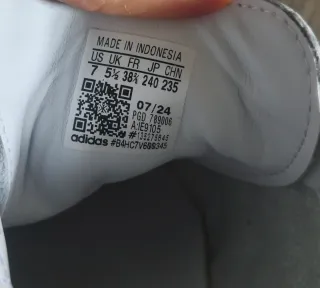 MADE IN INDONESIA
US UK FR JP CHN
7 5½ 38⅔ 240 235
07/24
PGD 789006
adidas